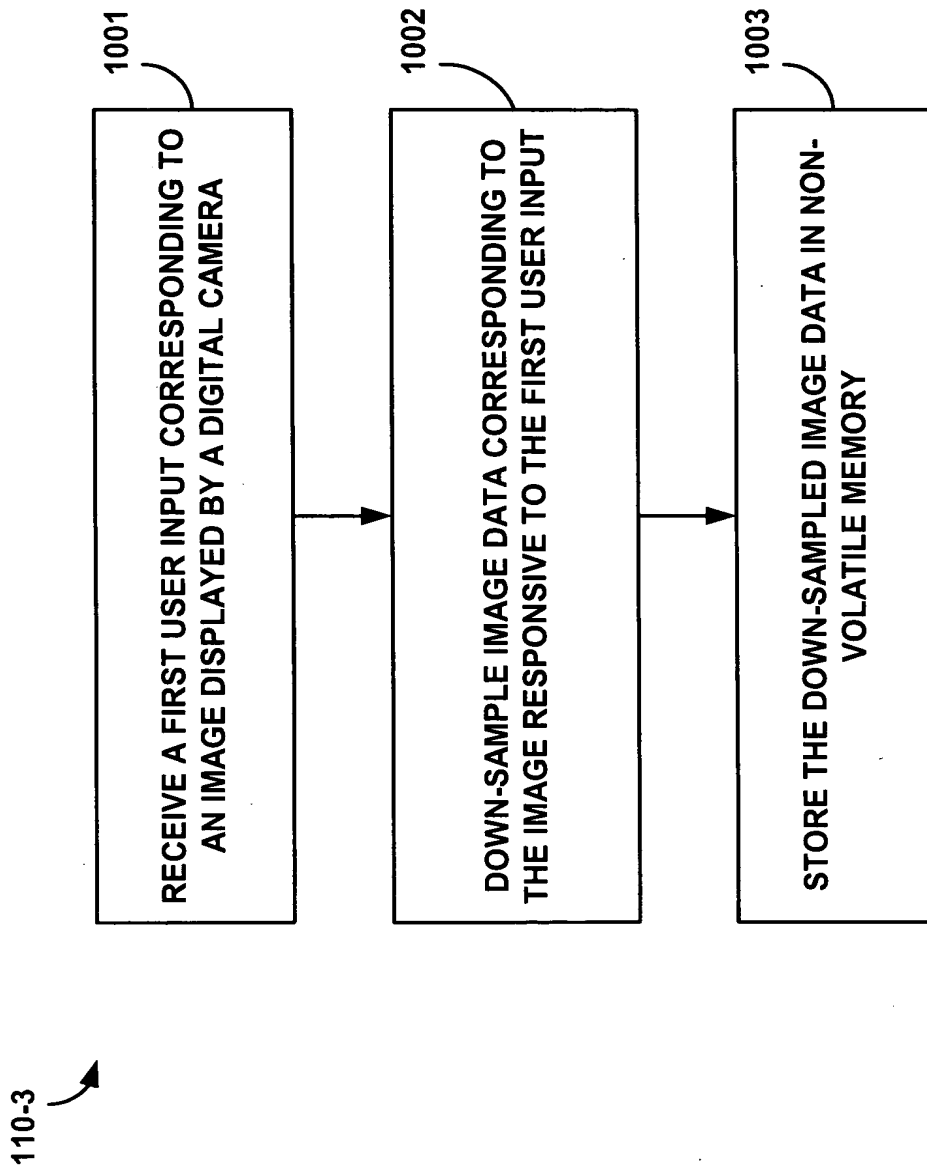 110-3
1001
RECEIVE A FIRST USER INPUT CORRESPONDING TO
AN IMAGE DISPLAYED BY A DIGITAL CAMERA
1002
DOWN-SAMPLE IMAGE DATA CORRESPONDING TO
THE IMAGE RESPONSIVE TO THE FIRST USER INPUT
1003
STORE THE DOWN-SAMPLED IMAGE DATA IN NON-
VOLATILE MEMORY